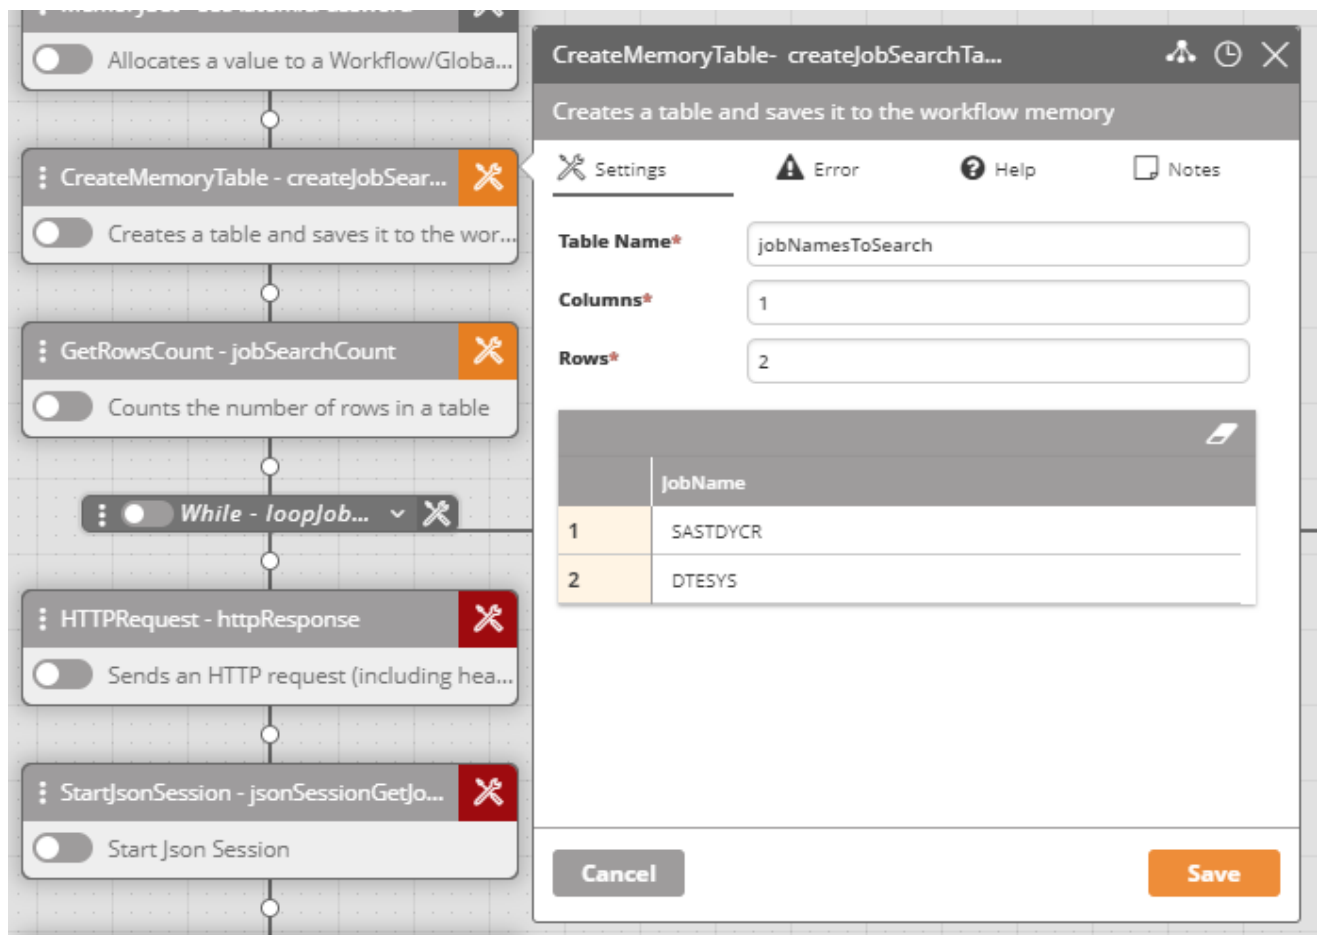 Allocates a value to a Workflow/Globa...
CreateMemoryTable - createJobSear...
Creates a table and saves it to the wor...
GetRowsCount - jobSearchCount
Counts the number of rows in a table
While - loopJob...
HTTPRequest - httpResponse
Sends an HTTP request (including hea...
StartJsonSession - jsonSessionGetJo...
Start Json Session
CreateMemoryTable- createJobSearchTa...
Creates a table and saves it to the workflow memory
Settings
Error
Help
Notes
Table Name*
jobNamesToSearch
Columns*
1
Rows*
2
JobName
1 SASTDYCR
2 DTESYS
Cancel
Save